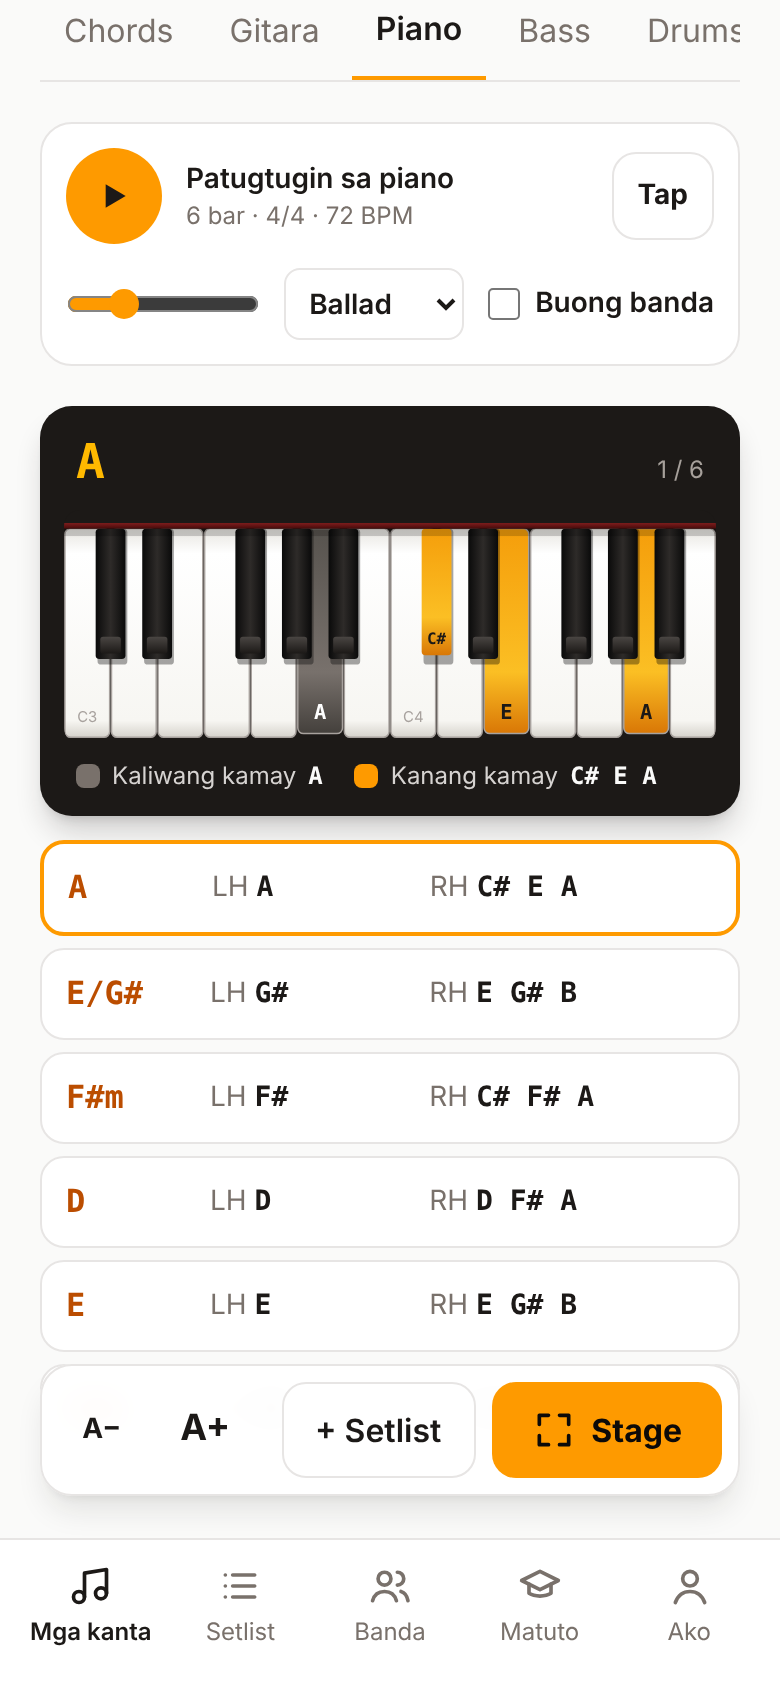 Chords Gitara Piano Bass Drums
Patugtugin sa piano
6 bar · 4/4 · 72 BPM
Tap
Ballad
Buong banda
A
1 / 6
C#
C3 A C4 E A
Kaliwang kamay A Kanang kamay C# E A
A LH A RH C# E A
E/G# LH G# RH E G# B
F#m LH F# RH C# F# A
D LH D RH D F# A
E LH E RH E G# B
A− A+ + Setlist Stage
Mga kanta Setlist Banda Matuto Ako